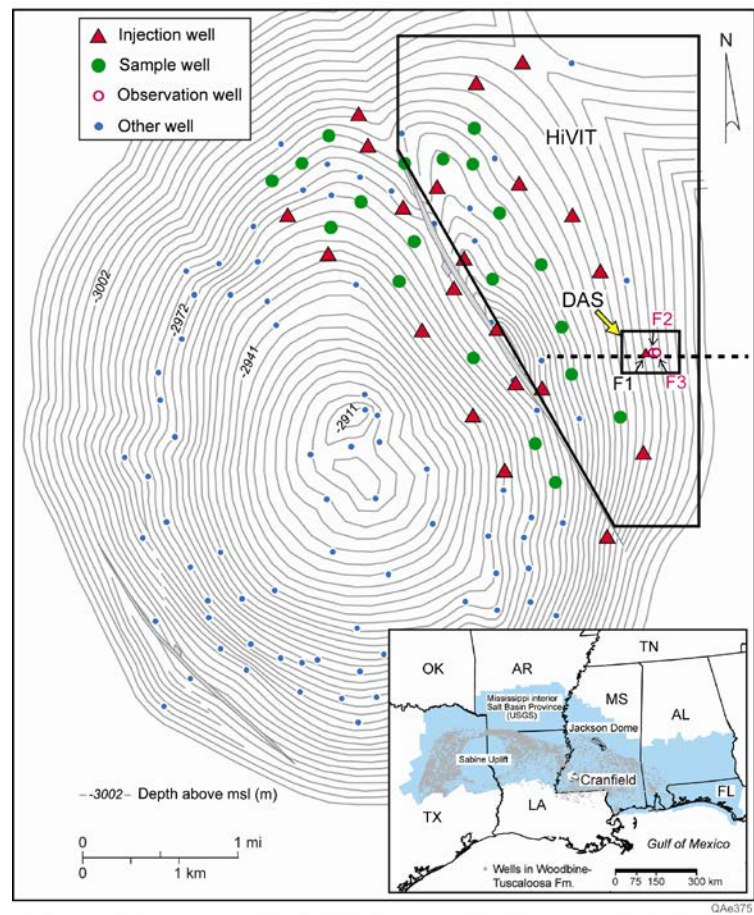 Injection well
Sample well
Observation well
Other well
N
HiVIT
-3002
-2972
-2941
-2911
DAS
F2
F1
F3
--3002-- Depth above msl (m)
0 1 mi
0 1 km
TN
OK
AR
MS
AL
Mississippi interior
Salt Basin Province
(USGS)
Jackson Dome
Sabine Uplift
Cranfield
FL
LA
TX
Gulf of Mexico
Wells in Woodbine-
Tuscaloosa Fm.
0 75 150 300 km
QAe375